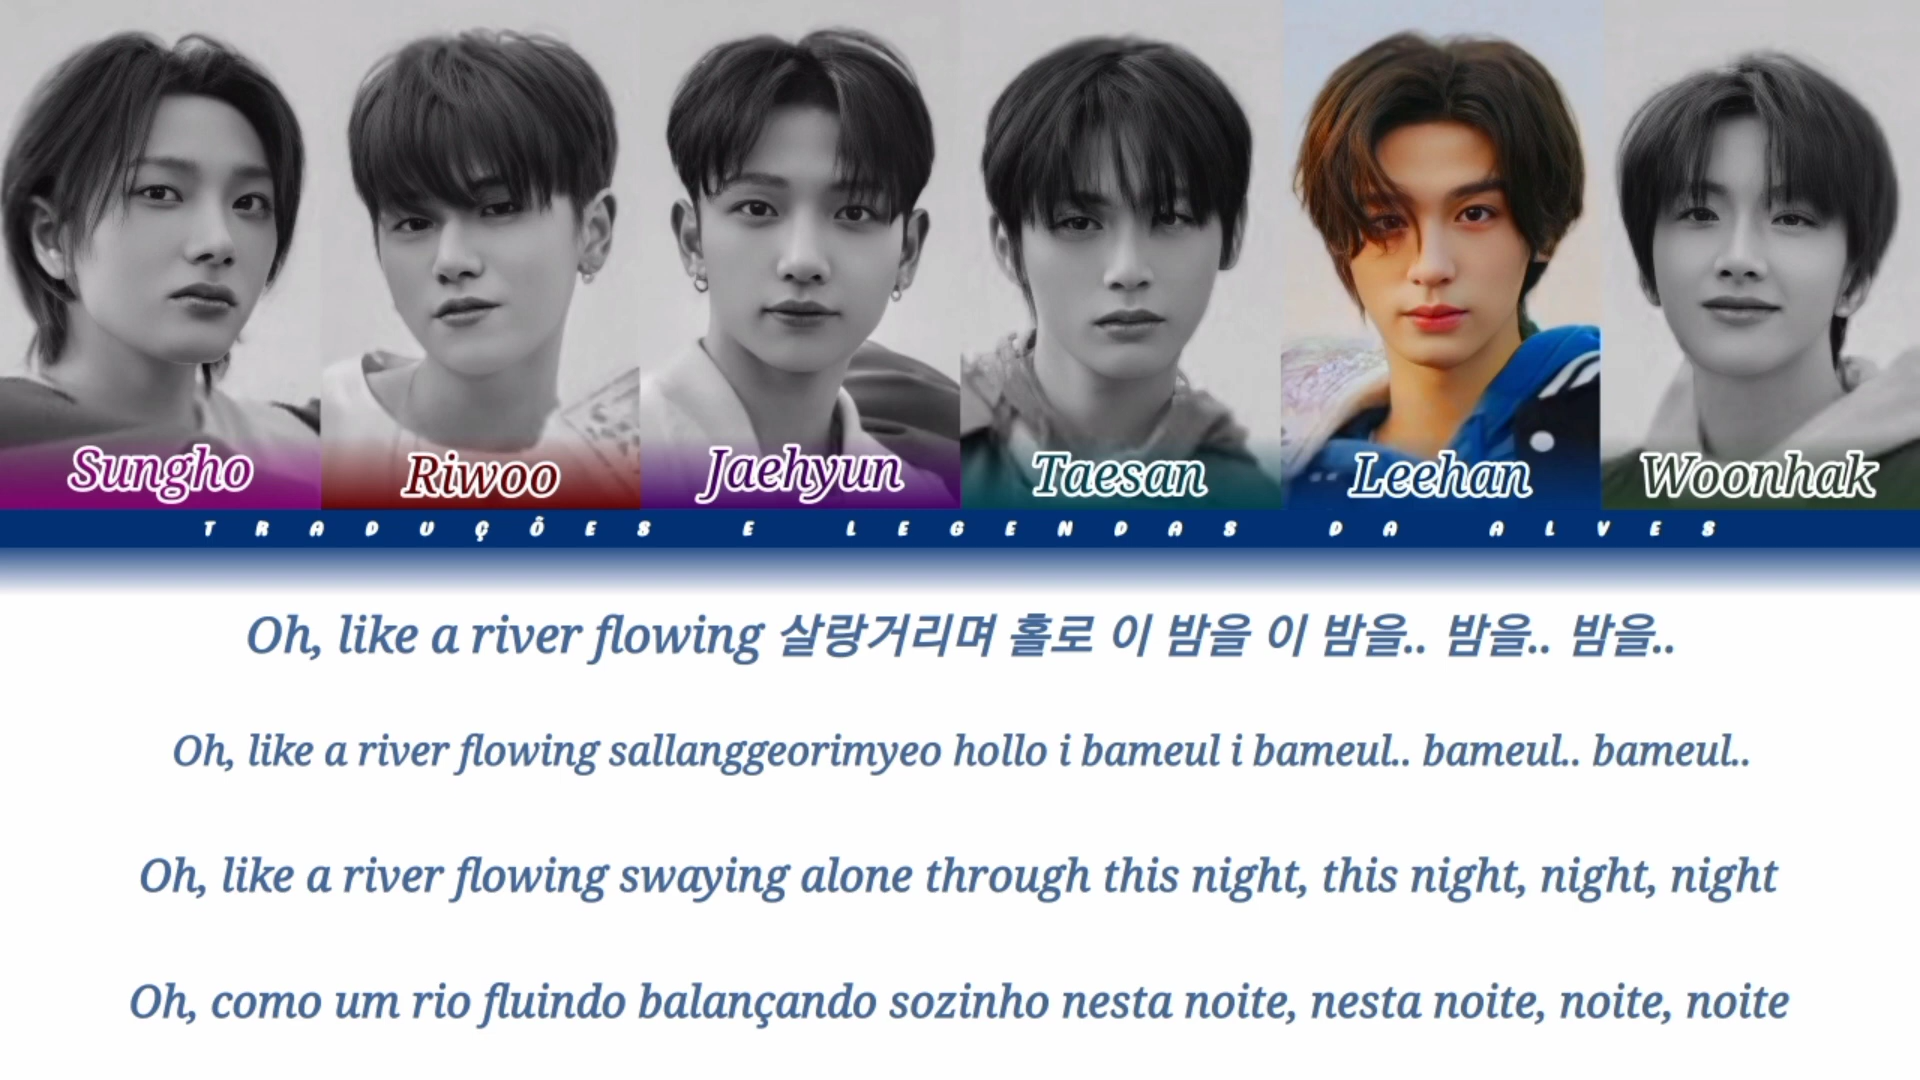 Sungho Riwoo Jaehyun Taesan Leehan Woonhak
TRADUÇÕES E LEGENDAS DA ALVES
Oh, like a river flowing 살랑거리며 홀로 이 밤을 이 밤을.. 밤을.. 밤을..
Oh, like a river flowing sallanggeorimyeo hollo i bameul i bameul.. bameul.. bameul..
Oh, like a river flowing swaying alone through this night, this night, night, night
Oh, como um rio fluindo balançando sozinho nesta noite, nesta noite, noite, noite